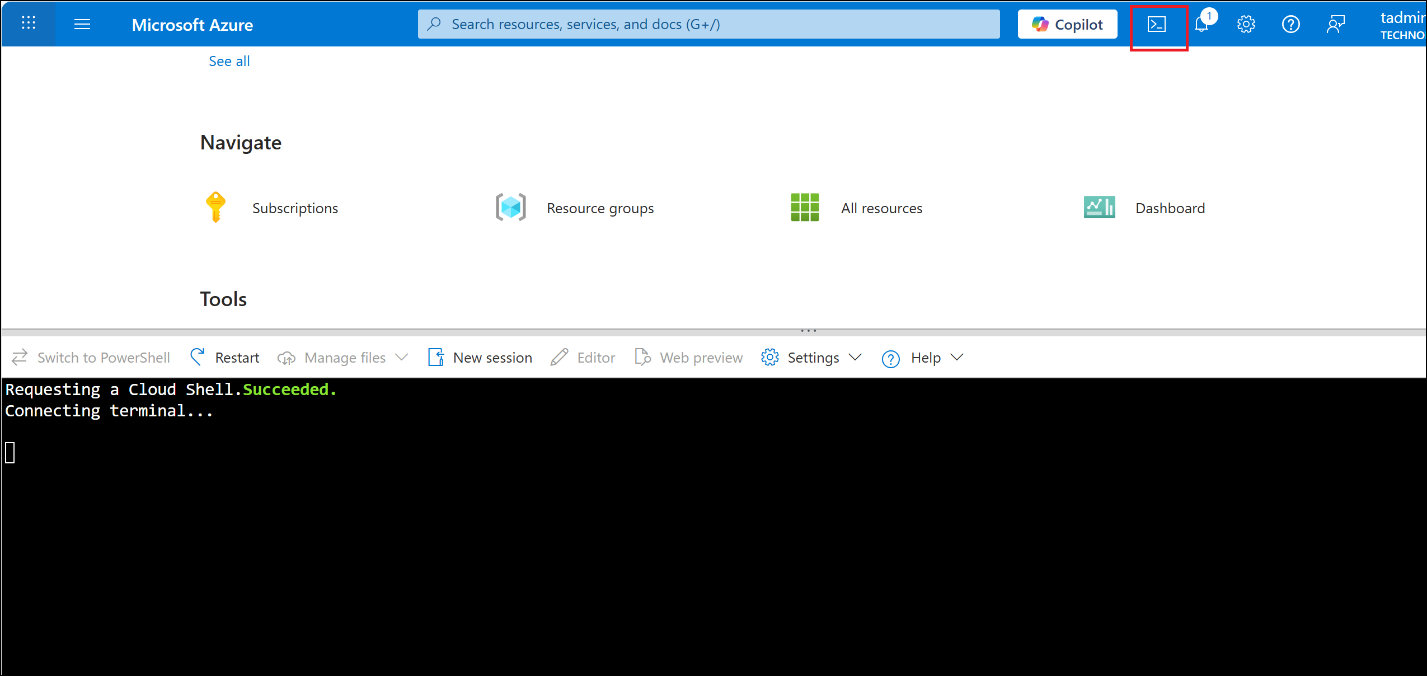 Microsoft Azure
Search resources, services, and docs (G+/)
Copilot
1
tadmin
TECHNO
See all
Navigate
Subscriptions
Resource groups
All resources
Dashboard
Tools
Switch to PowerShell
Restart
Manage files
New session
Editor
Web preview
Settings
Help
Requesting a Cloud Shell.Succeeded.
Connecting terminal...